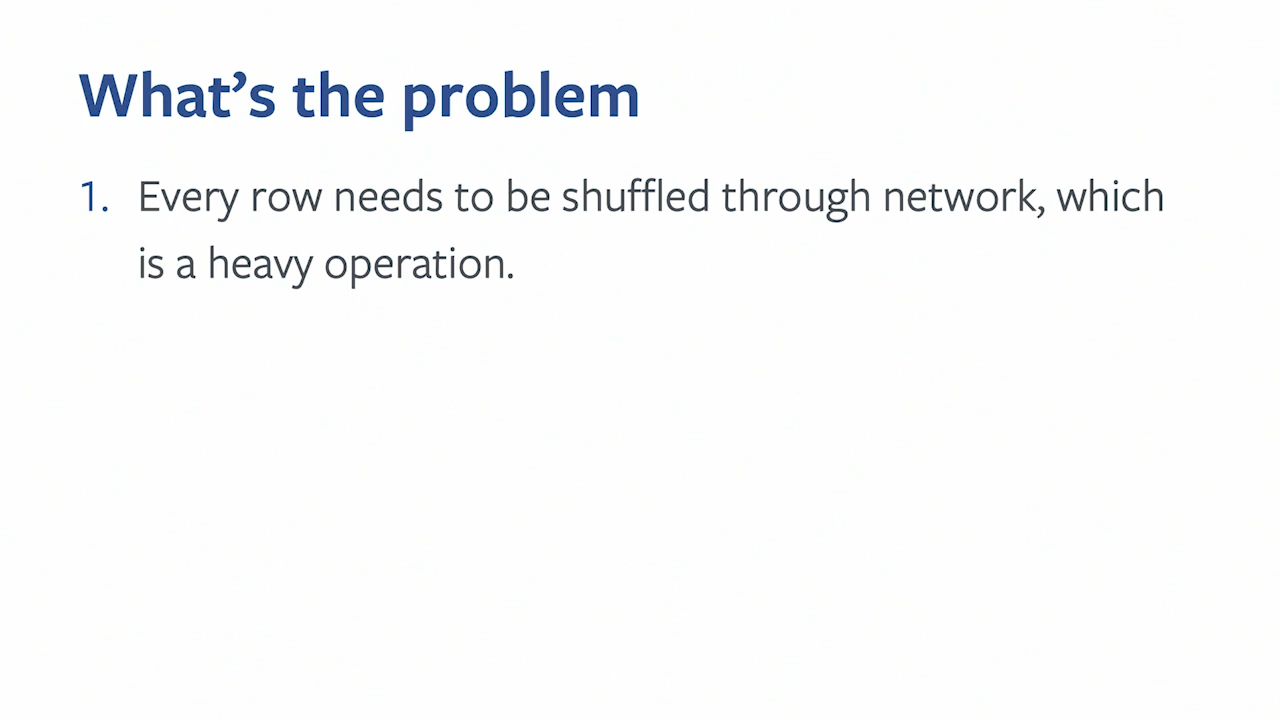 What’s the problem
1. Every row needs to be shuffled through network, which
is a heavy operation.